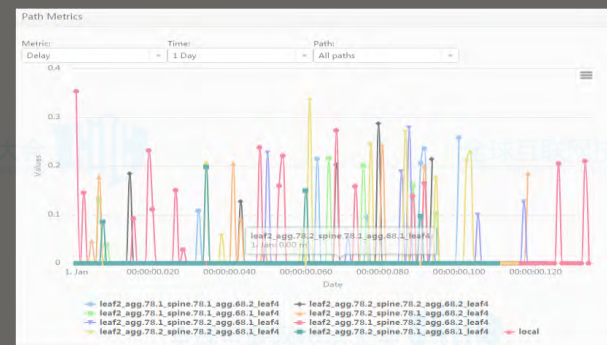 Path Metrics
Metric: Time: Path:
Delay 1 Day All paths
0.4
0.3
0.2
0.1
0
Values
leaf2_agg.78.2_spine.78.1_agg.68.1_leaf4
1. Jan, 0.00 m
1. Jan 00:00:00.020 00:00:00.040 00:00:00.060 00:00:00.080 00:00:00.100 00:00:00.120
Date
leaf2_agg.78.1_spine.78.1_agg.68.2_leaf4 leaf2_agg.78.2_spine.78.2_agg.68.2_leaf4
leaf2_agg.78.1_spine.78.1_agg.68.1_leaf4 leaf2_agg.78.2_spine.78.1_agg.68.2_leaf4
leaf2_agg.78.1_spine.78.2_agg.68.1_leaf4 leaf2_agg.78.1_spine.78.2_agg.68.2_leaf4
leaf2_agg.78.2_spine.78.2_agg.68.1_leaf4 leaf2_agg.78.2_spine.78.1_agg.68.1_leaf4 local